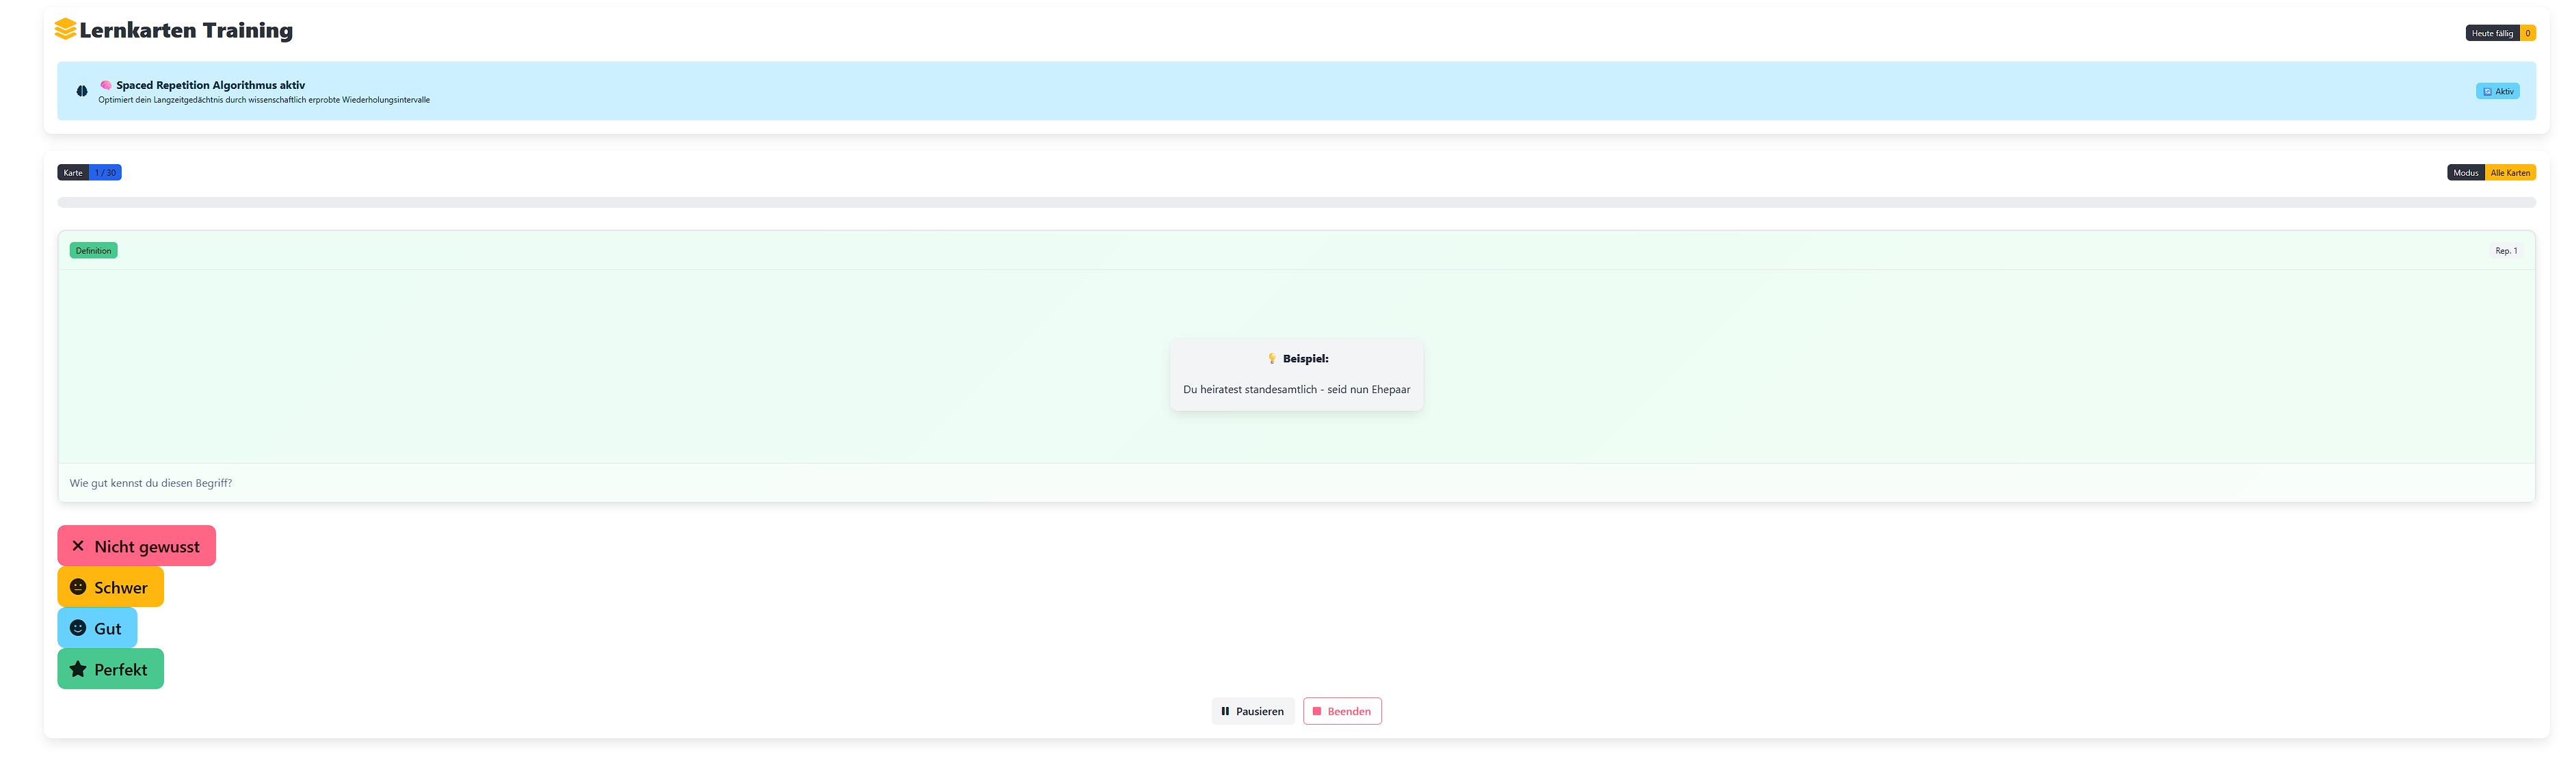 Lernkarten Training
Heute fällig 0
Spaced Repetition Algorithmus aktiv
Optimiert dein Langzeitgedächtnis durch wissenschaftlich erprobte Wiederholungsintervalle
Aktiv
Karte 1 / 30
Modus Alle Karten
Definition
Rep. 1
Beispiel:
Du heiratest standesamtlich - seid nun Ehepaar
Wie gut kennst du diesen Begriff?
Nicht gewusst
Schwer
Gut
Perfekt
Pausieren
Beenden